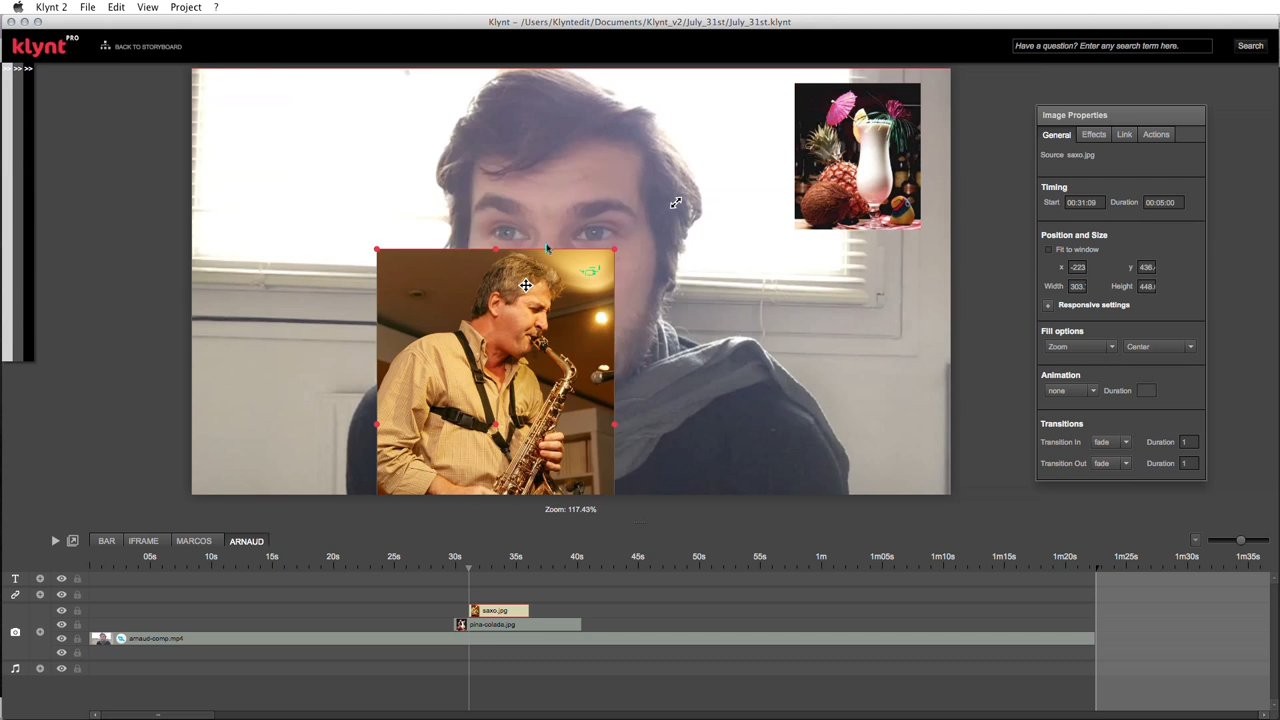 Klynt 2 File Edit View Project ?
Klynt – /Users/Klyntedit/Documents/Klynt_v2/July_31st/July_31st.klynt
klynt PRO BACK TO STORYBOARD Have a question? Enter any search term here. Search
>> >> >>
Image Properties
General Effects Link Actions
Source saxo.jpg
Timing
Start 00:31:09 Duration 00:05:00
Position and Size
Fit to window
x -223 y 436.
Width 303. Height 448.
+ Responsive settings
Fill options
Zoom Center
Animation
none Duration
Transitions
Transition In fade Duration 1
Transition Out fade Duration 1
Zoom: 117.43%
BAR IFRAME MARCOS ARNAUD
05s 10s 15s 20s 25s 30s 35s 40s 45s 50s 55s 1m 1m05s 1m10s 1m15s 1m20s 1m25s 1m30s 1m35s
T
saxo.jpg
pina-colada.jpg
arnaud-comp.mp4